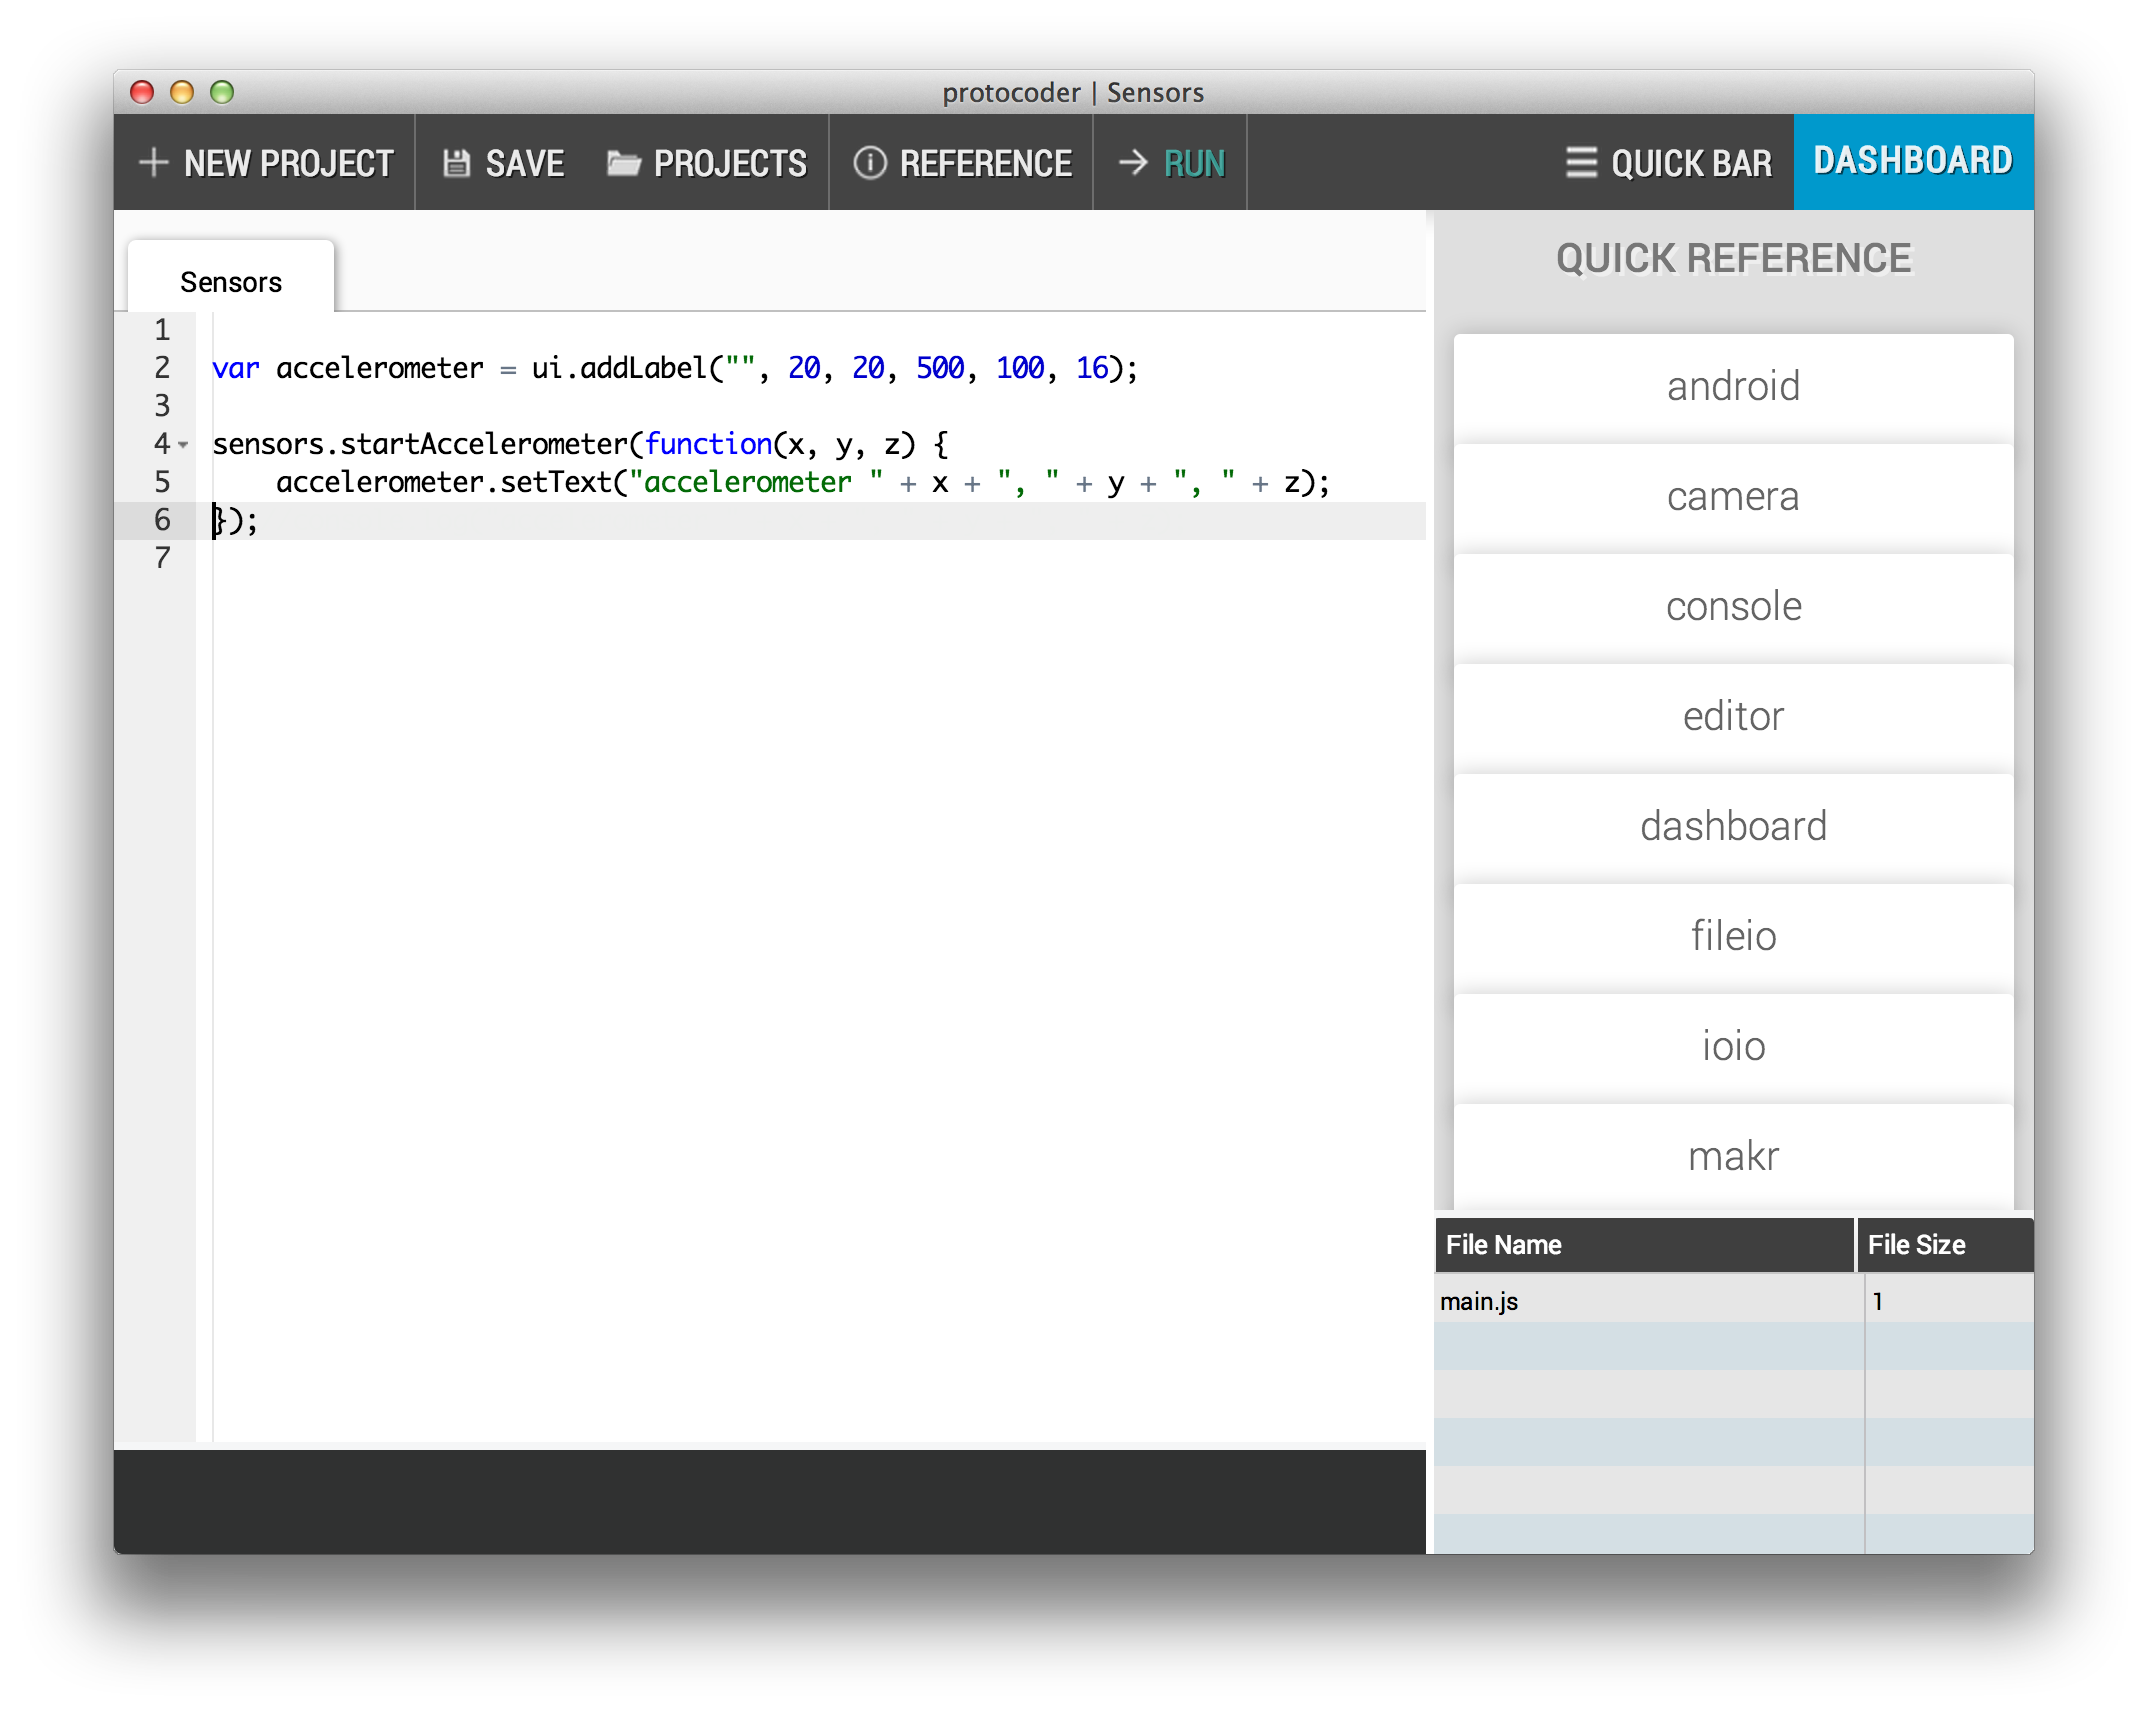 protocoder | Sensors
NEW PROJECT SAVE PROJECTS REFERENCE RUN QUICK BAR DASHBOARD
Sensors
1
2 var accelerometer = ui.addLabel("", 20, 20, 500, 100, 16);
3
4 sensors.startAccelerometer(function(x, y, z) {
5     accelerometer.setText("accelerometer " + x + ", " + y + ", " + z);
6 });
7
QUICK REFERENCE
android
camera
console
editor
dashboard
fileio
ioio
makr
File Name File Size
main.js 1